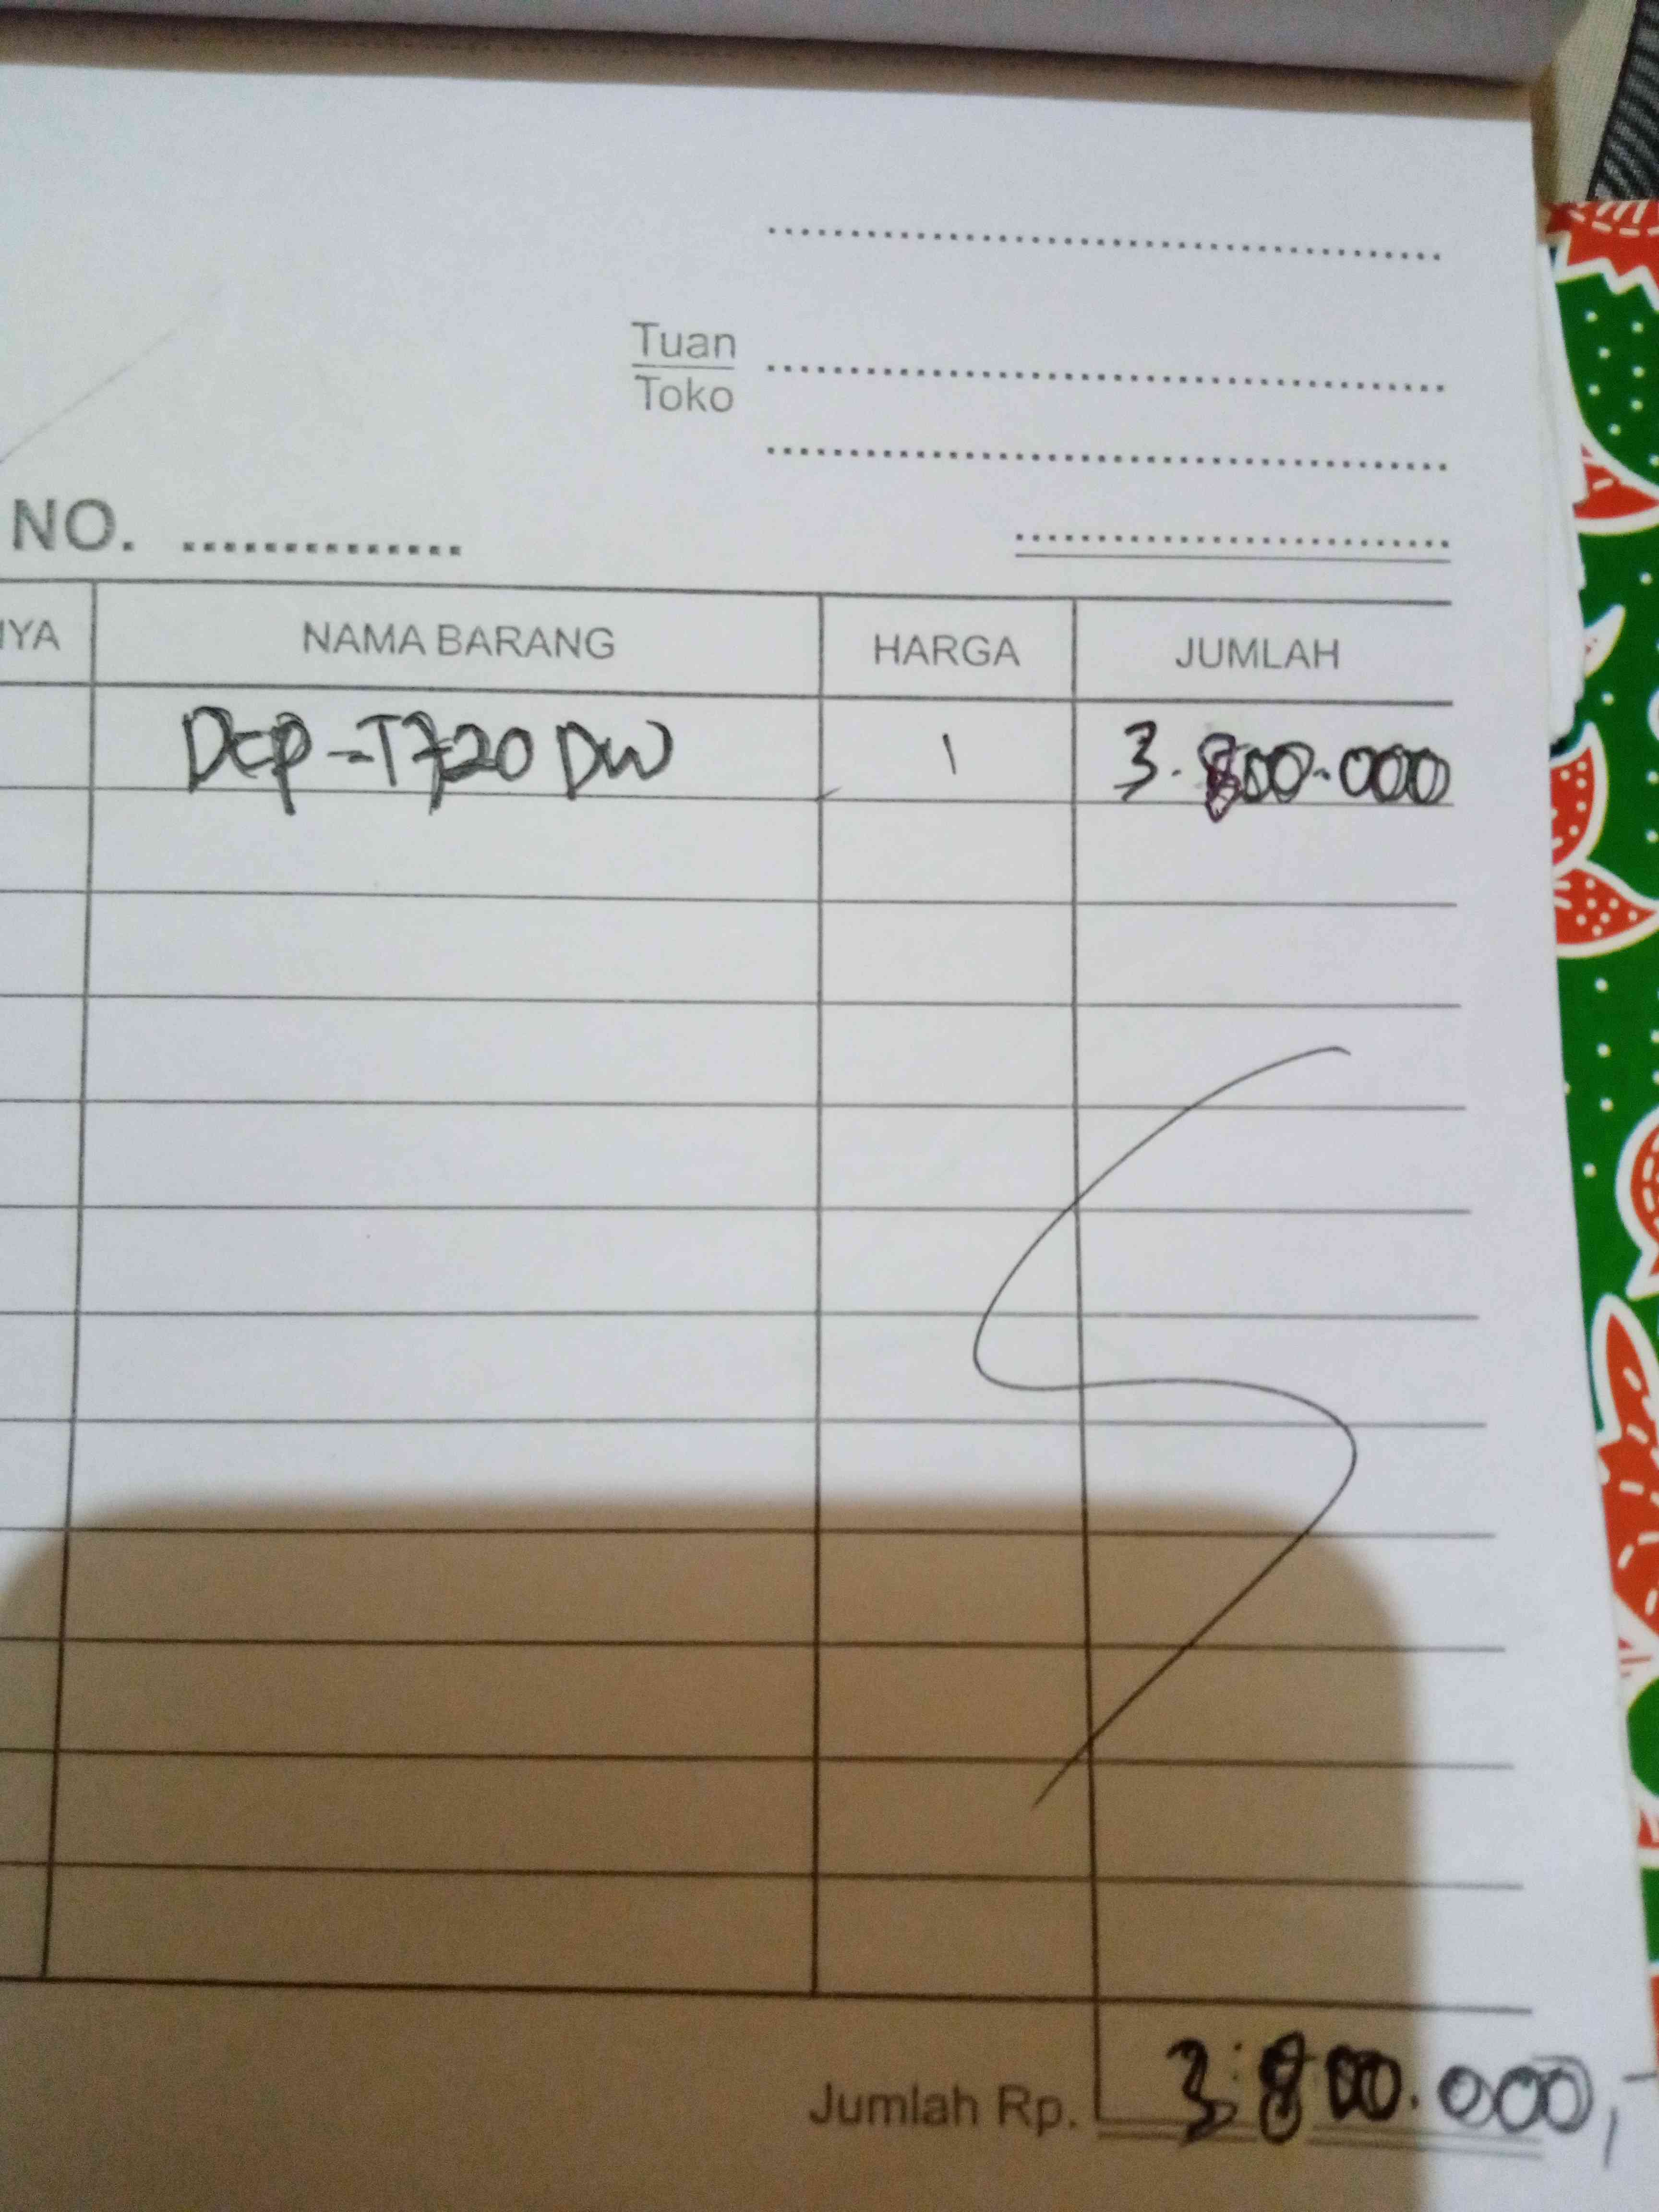 Tuan
Toko
NO. ..............
NYA NAMA BARANG HARGA JUMLAH
DCP-T720 DW 1 3.800.000
Jumlah Rp. 3.800.000,-